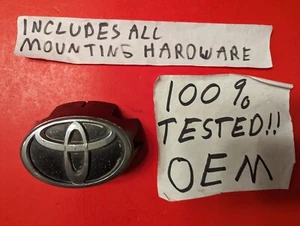 INCLUDES ALL
MOUNTING HARDWARE
100%
TESTED!!
OEM